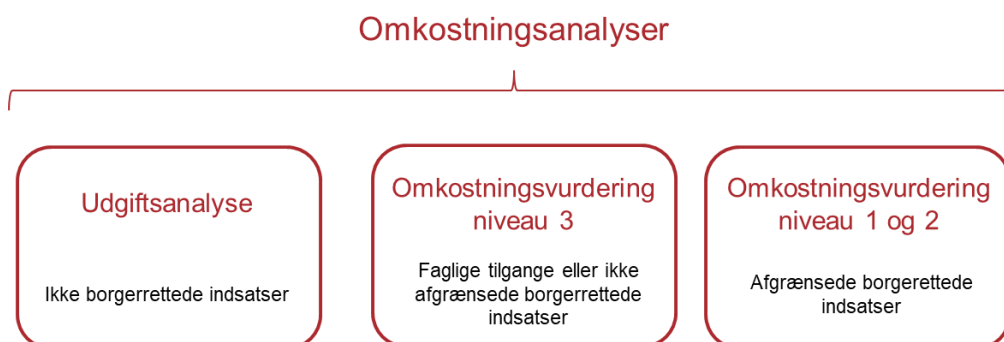 Omkostningsanalyser
Udgiftsanalyse
Ikke borgerrettede indsatser
Omkostningsvurdering
niveau 3
Faglige tilgange eller ikke
afgrænsede borgerrettede
indsatser
Omkostningsvurdering
niveau 1 og 2
Afgrænsede borgerettede
indsatser